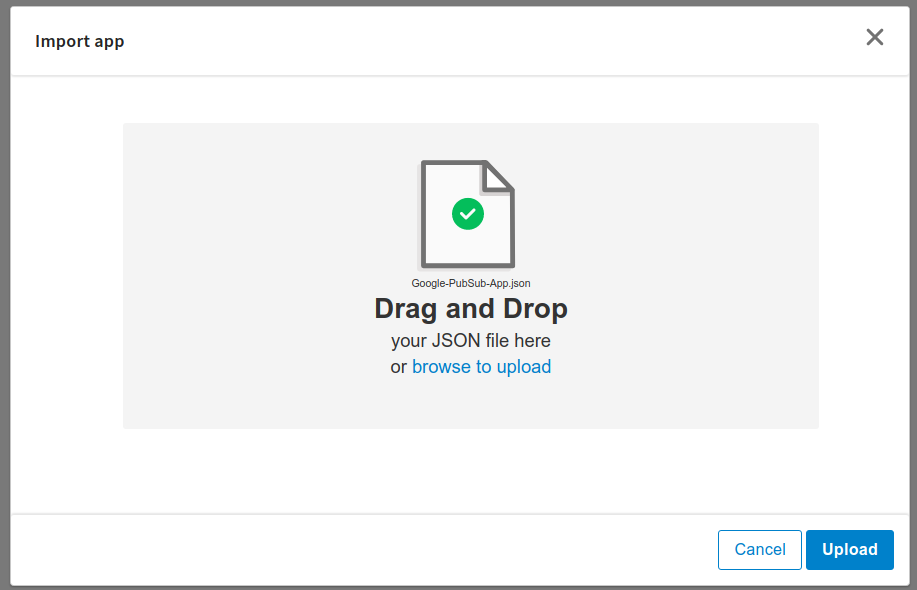 Import app
Google-PubSub-App.json
Drag and Drop
your JSON file here
or browse to upload
Cancel
Upload